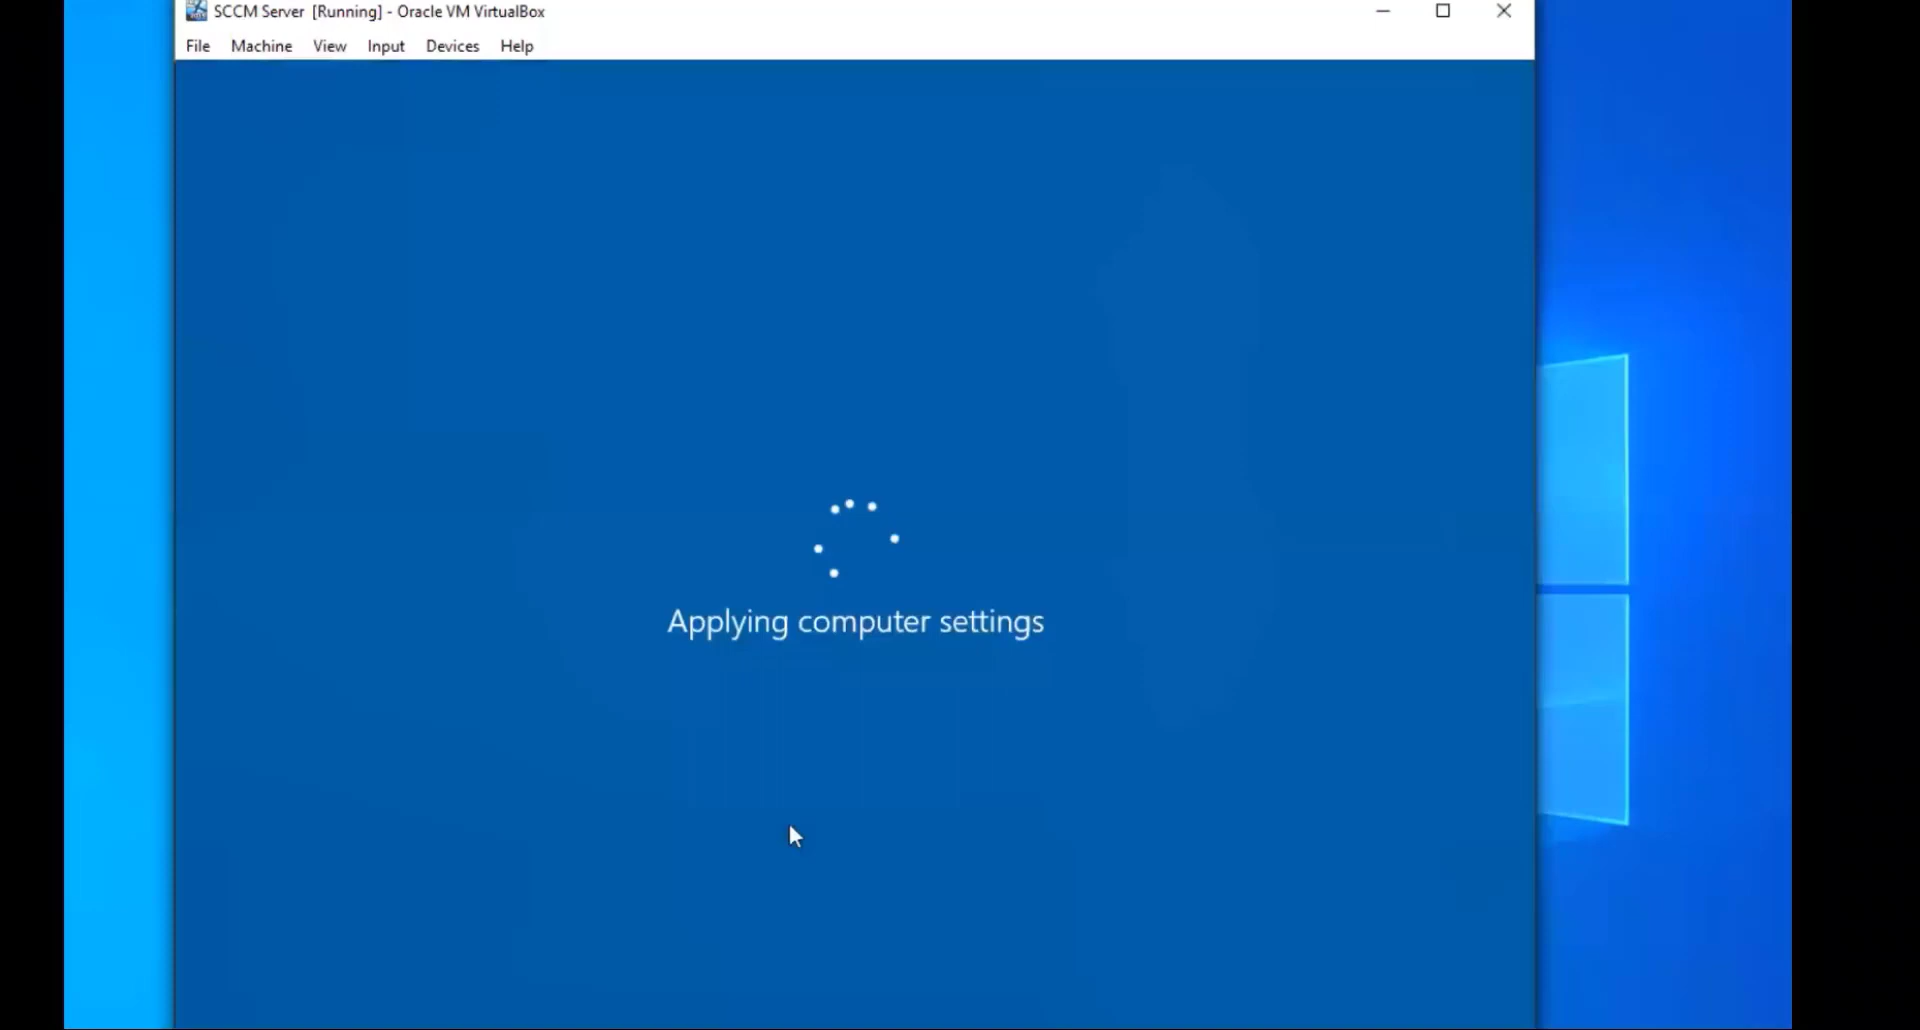 SCCM Server [Running] - Oracle VM VirtualBox
File Machine View Input Devices Help
Applying computer settings